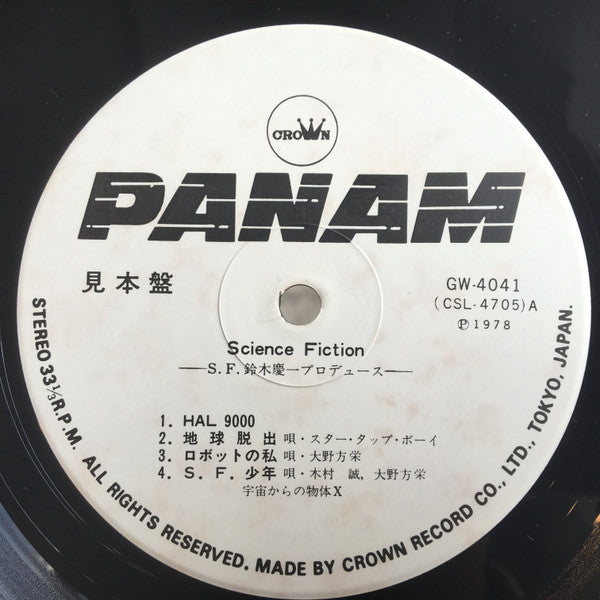 CROWN
PANAM
見本盤
GW-4041
(CSL-4705)A
Ⓟ1978
Science Fiction
—S.F.鈴木慶一プロデュース—
1. HAL 9000
2. 地球脱出 唄・スター・タップ・ボーイ
3. ロボットの私 唄・大野方栄
4. S.F.少年 唄・木村 誠, 大野方栄
宇宙からの物体X
STEREO 33⅓R.P.M. ALL RIGHTS RESERVED. MADE BY CROWN RECORD CO., LTD., TOKYO, JAPAN.